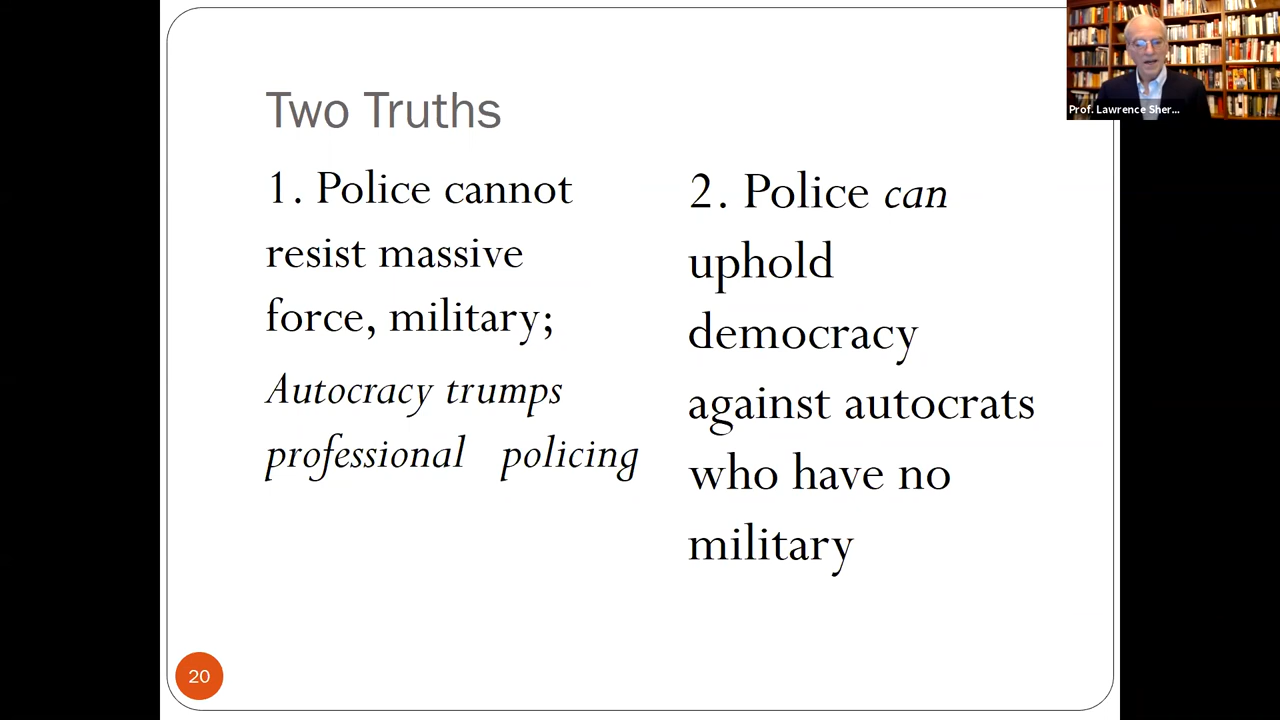 Two Truths
1. Police cannot
resist massive
force, military;
Autocracy trumps
professional policing
2. Police can
uphold
democracy
against autocrats
who have no
military
20
Prof. Lawrence Sher...